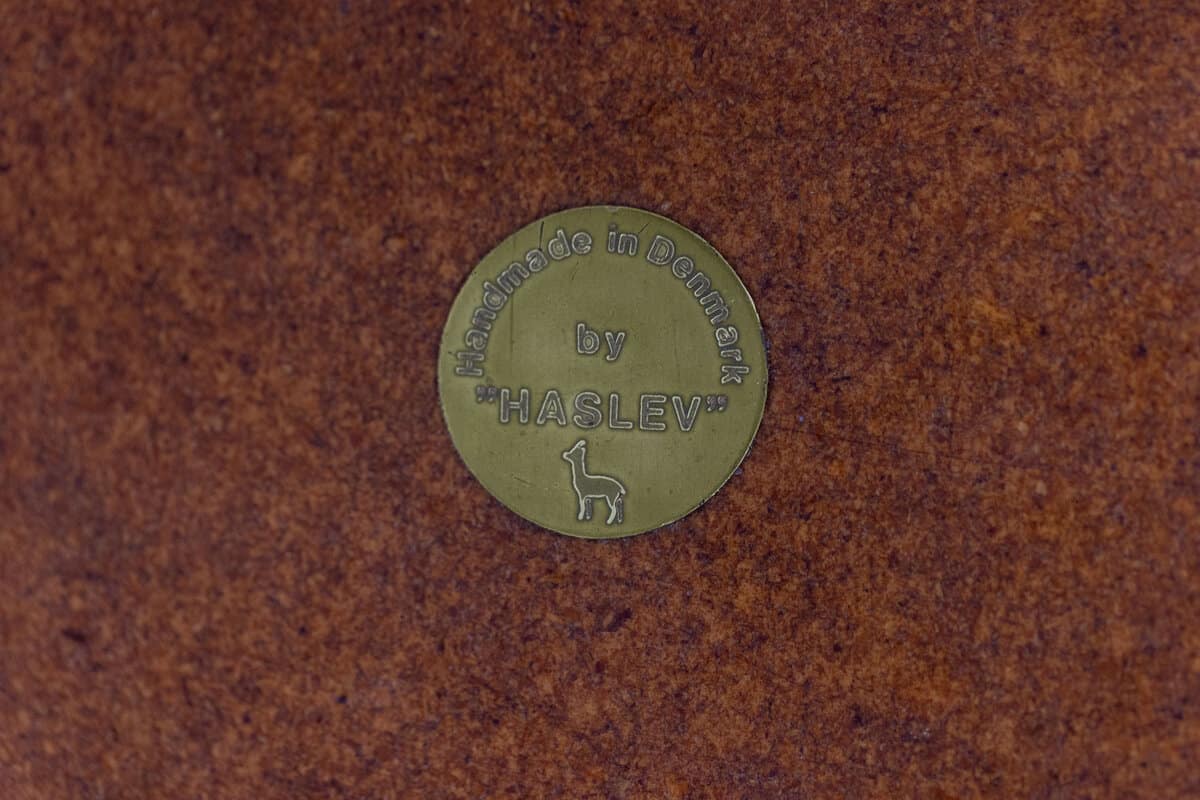 Handmade in Denmark
by
”HASLEV”